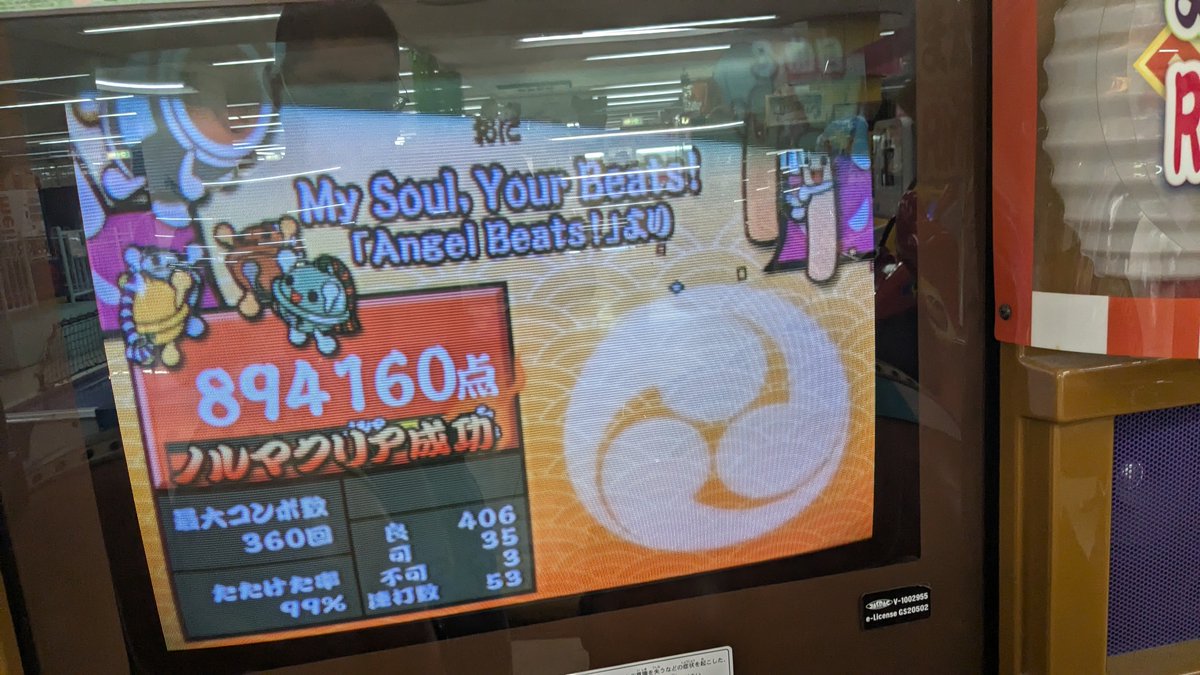 My Soul, Your Beats!
「Angel Beats!」より
894160点
ノルマクリア成功
最大コンボ数
360回
たたけた率
99%
良 406
可 35
不可 3
連打数 53
V-1002955
e-License GS20502
R